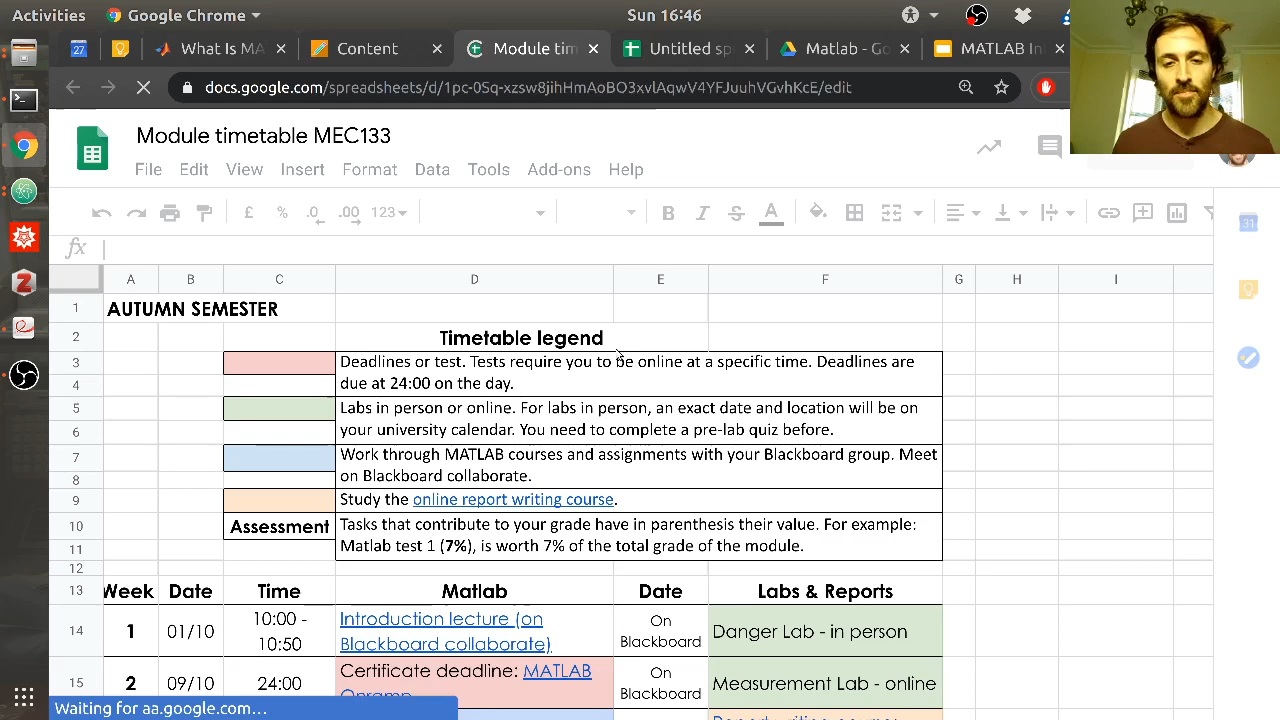 Activities
Google Chrome
Sun 16:46
27
What Is MA
Content
Module tim
Untitled sp
Matlab - Go
MATLAB In
docs.google.com/spreadsheets/d/1pc-0Sq-xzsw8jihHmAoBO3xvlAqwV4YFJuuhVGvhKcE/edit
Module timetable MEC133
File Edit View Insert Format Data Tools Add-ons Help
£ % .0 .00 123 B I S A
31
fx
A B C D E F G H I
1 AUTUMN SEMESTER
2 Timetable legend
3 Deadlines or test. Tests require you to be online at a specific time. Deadlines are
4 due at 24:00 on the day.
5 Labs in person or online. For labs in person, an exact date and location will be on
6 your university calendar. You need to complete a pre-lab quiz before.
7 Work through MATLAB courses and assignments with your Blackboard group. Meet
8 on Blackboard collaborate.
9 Study the online report writing course.
10 Assessment Tasks that contribute to your grade have in parenthesis their value. For example:
11 Matlab test 1 (7%), is worth 7% of the total grade of the module.
12
13 Week Date Time Matlab Date Labs & Reports
14 1 01/10 10:00 - 10:50 Introduction lecture (on Blackboard collaborate) On Blackboard Danger Lab - in person
15 2 09/10 24:00 Certificate deadline: MATLAB Onramp On Blackboard Measurement Lab - online
Waiting for aa.google.com...